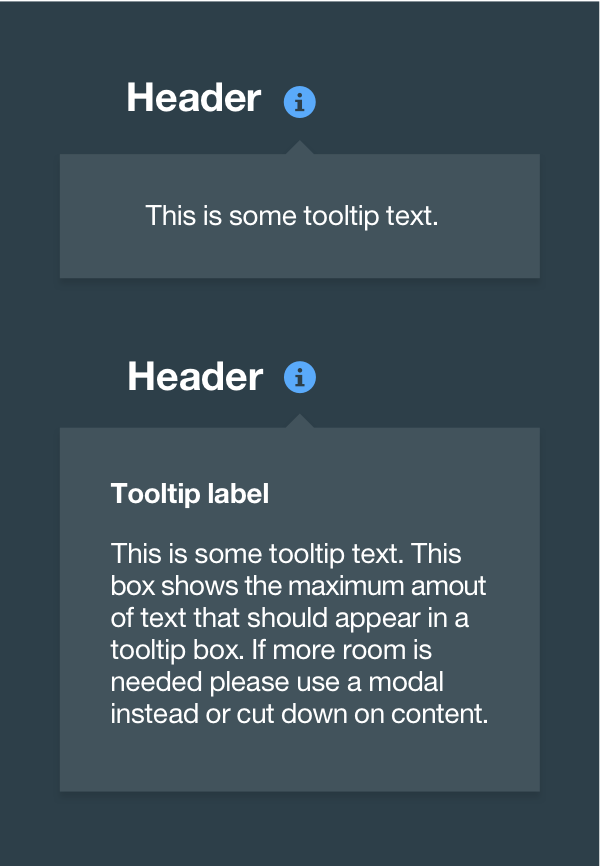 Header
This is some tooltip text.
Header
Tooltip label
This is some tooltip text. This
box shows the maximum amout
of text that should appear in a
tooltip box. If more room is
needed please use a modal
instead or cut down on content.